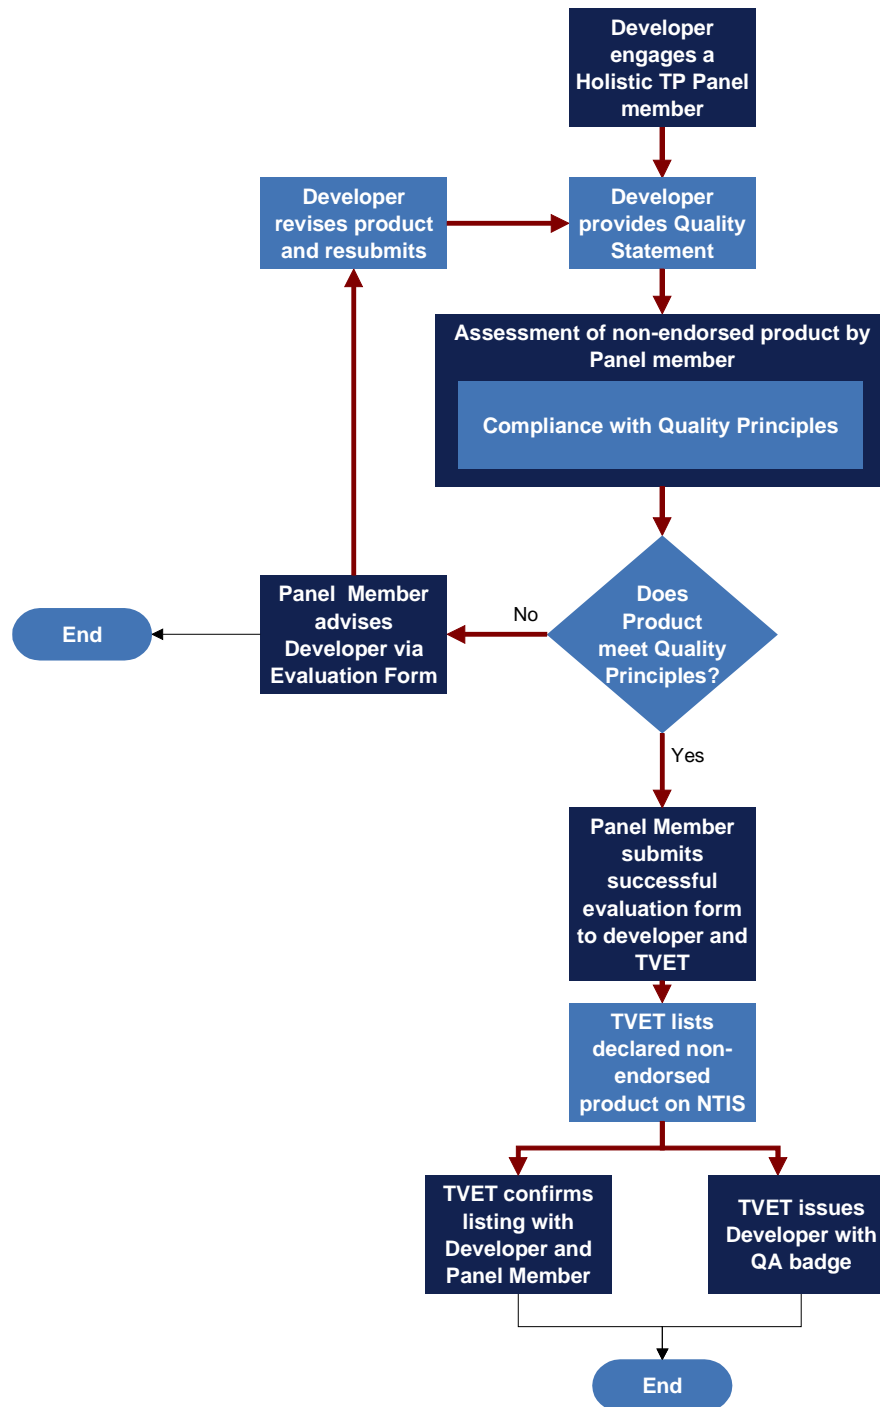 Developer
engages a
Holistic TP Panel
member
Developer
revises product
and resubmits
Developer
provides Quality
Statement
Assessment of non-endorsed product by
Panel member
Compliance with Quality Principles
Does
Product
meet Quality
Principles?
No
Panel Member
advises
Developer via
Evaluation Form
End
Yes
Panel Member
submits
successful
evaluation form
to developer and
TVET
TVET lists
declared non-
endorsed
product on NTIS
TVET confirms
listing with
Developer and
Panel Member
TVET issues
Developer with
QA badge
End